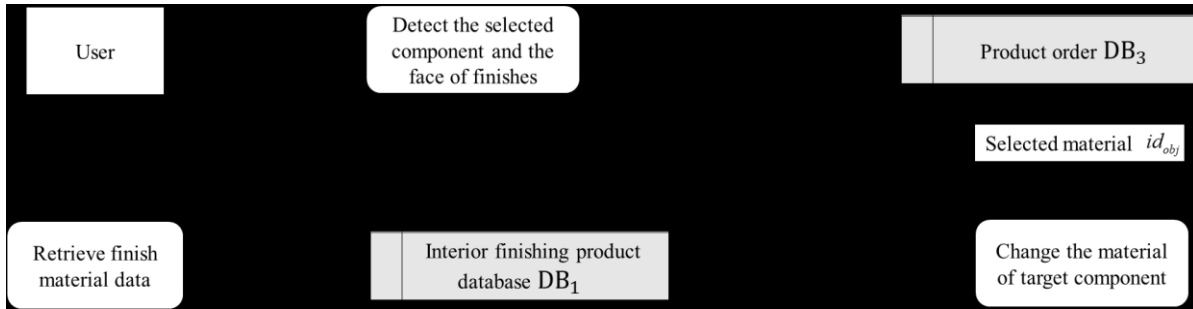 User
Detect the selected
component and the
face of finishes
Product order DB₃
Selected material id_obj
Retrieve finish
material data
Interior finishing product
database DB₁
Change the material
of target component